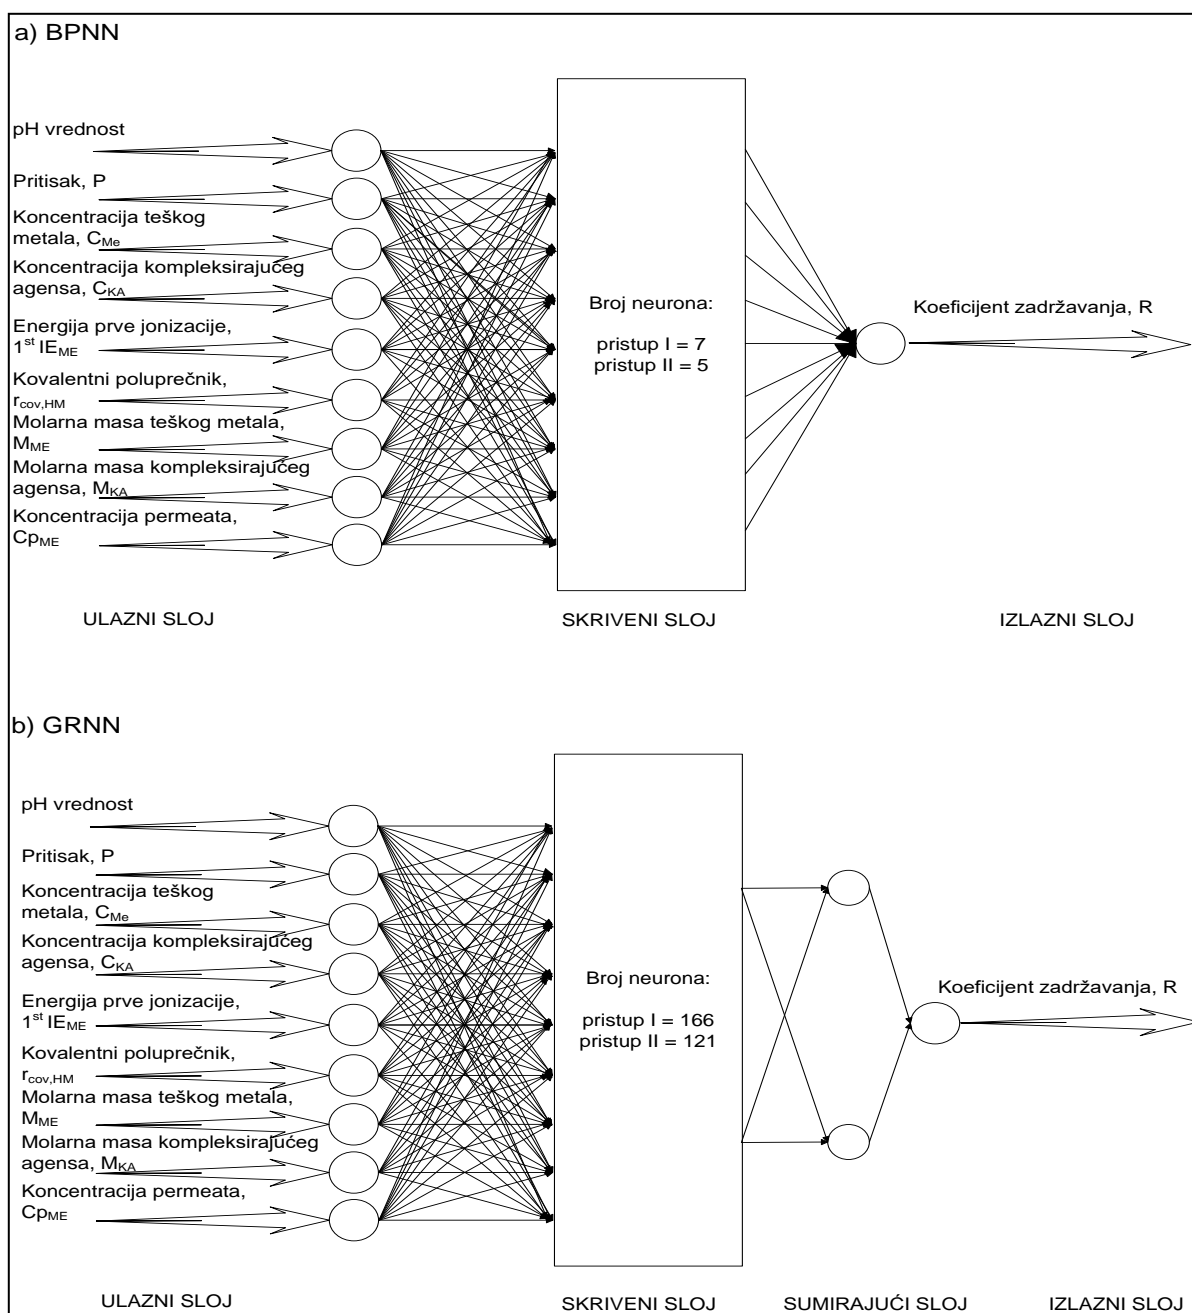 a) BPNN
pH vrednost
Pritisak, P
Koncentracija teškog
metala, CMe
Koncentracija kompleksirajućeg
agensa, CKA
Energija prve jonizacije,
1st IEME
Kovalentni poluprečnik,
rcov,HM
Molarna masa teškog metala,
MME
Molarna masa kompleksirajućeg
agensa, MKA
Koncentracija permeata,
CpME
Broj neurona:
pristup I = 7
pristup II = 5
Koeficijent zadržavanja, R
ULAZNI SLOJ
SKRIVENI SLOJ
IZLAZNI SLOJ
b) GRNN
pH vrednost
Pritisak, P
Koncentracija teškog
metala, CMe
Koncentracija kompleksirajućeg
agensa, CKA
Energija prve jonizacije,
1st IEME
Kovalentni poluprečnik,
rcov,HM
Molarna masa teškog metala,
MME
Molarna masa kompleksirajućeg
agensa, MKA
Koncentracija permeata,
CpME
Broj neurona:
pristup I = 166
pristup II = 121
Koeficijent zadržavanja, R
ULAZNI SLOJ
SKRIVENI SLOJ
SUMIRAJUĆI SLOJ
IZLAZNI SLOJ